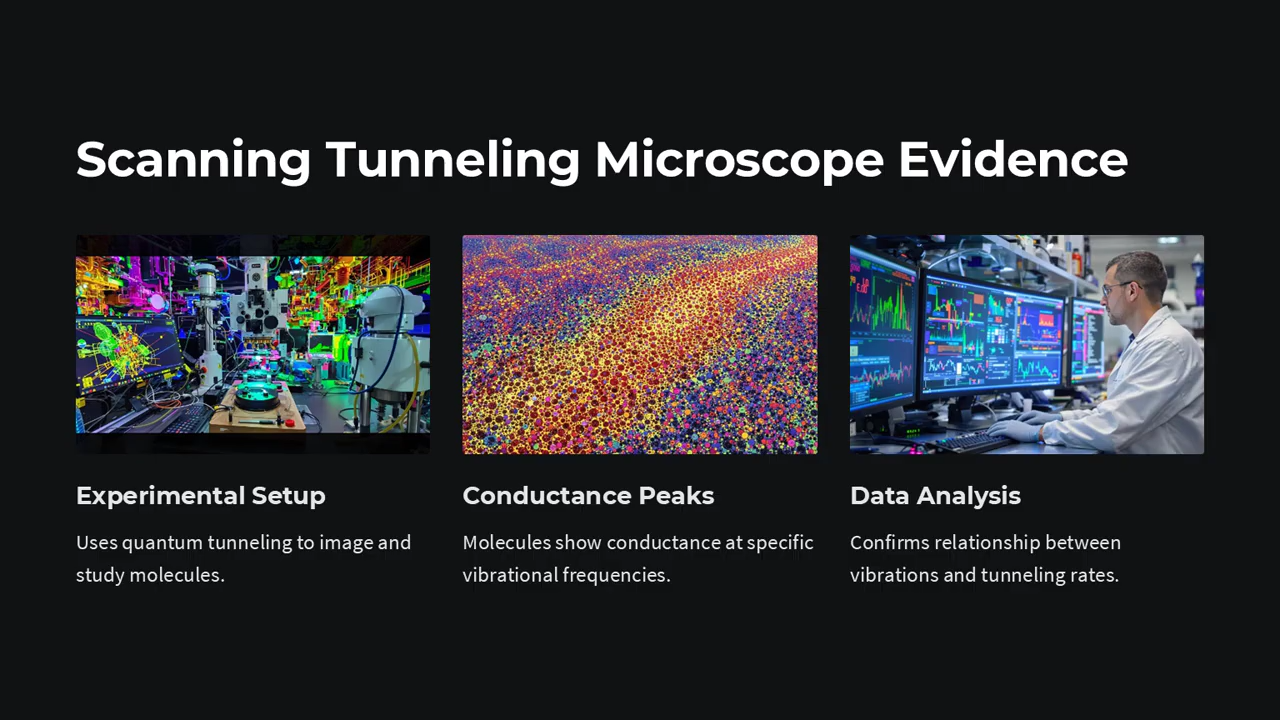 Scanning Tunneling Microscope Evidence
Experimental Setup
Uses quantum tunneling to image and
study molecules.
Conductance Peaks
Molecules show conductance at specific
vibrational frequencies.
Data Analysis
Confirms relationship between
vibrations and tunneling rates.